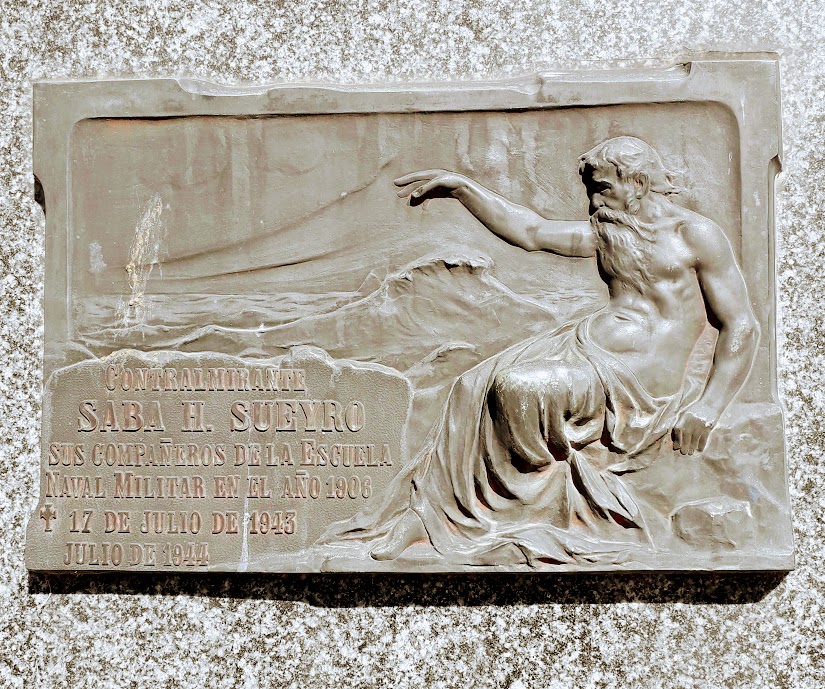 CONTRALMIRANTE
SABA H. SUEYRO
SUS COMPAÑEROS DE LA ESCUELA
NAVAL MILITAR EN EL AÑO 1906
✝ 17 DE JULIO DE 1943
JULIO DE 1944